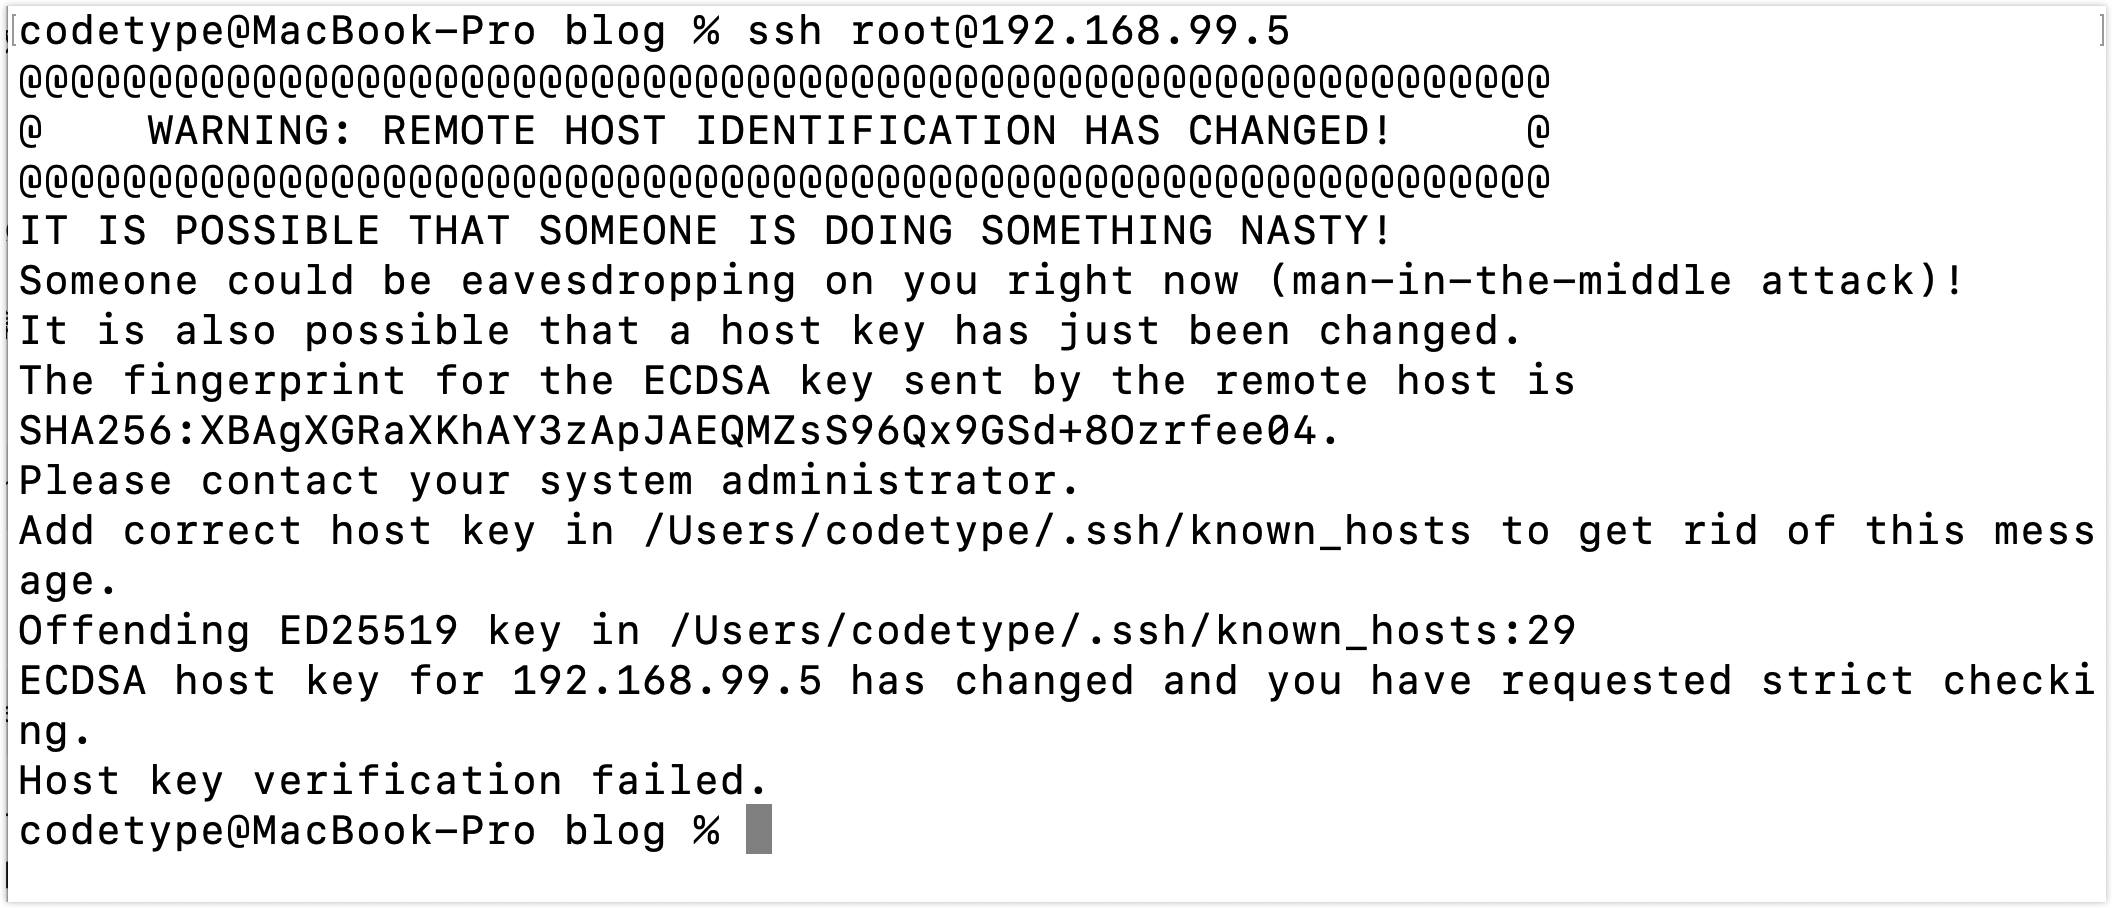 codetype@MacBook-Pro blog % ssh root@192.168.99.5
@@@@@@@@@@@@@@@@@@@@@@@@@@@@@@@@@@@@@@@@@@@@@@@@@@@@@@@@@@@
@    WARNING: REMOTE HOST IDENTIFICATION HAS CHANGED!     @
@@@@@@@@@@@@@@@@@@@@@@@@@@@@@@@@@@@@@@@@@@@@@@@@@@@@@@@@@@@
IT IS POSSIBLE THAT SOMEONE IS DOING SOMETHING NASTY!
Someone could be eavesdropping on you right now (man-in-the-middle attack)!
It is also possible that a host key has just been changed.
The fingerprint for the ECDSA key sent by the remote host is
SHA256:XBAgXGRaXKhAY3zApJAEQMZsS96Qx9GSd+8Ozrfee04.
Please contact your system administrator.
Add correct host key in /Users/codetype/.ssh/known_hosts to get rid of this mess
age.
Offending ED25519 key in /Users/codetype/.ssh/known_hosts:29
ECDSA host key for 192.168.99.5 has changed and you have requested strict checki
ng.
Host key verification failed.
codetype@MacBook-Pro blog %